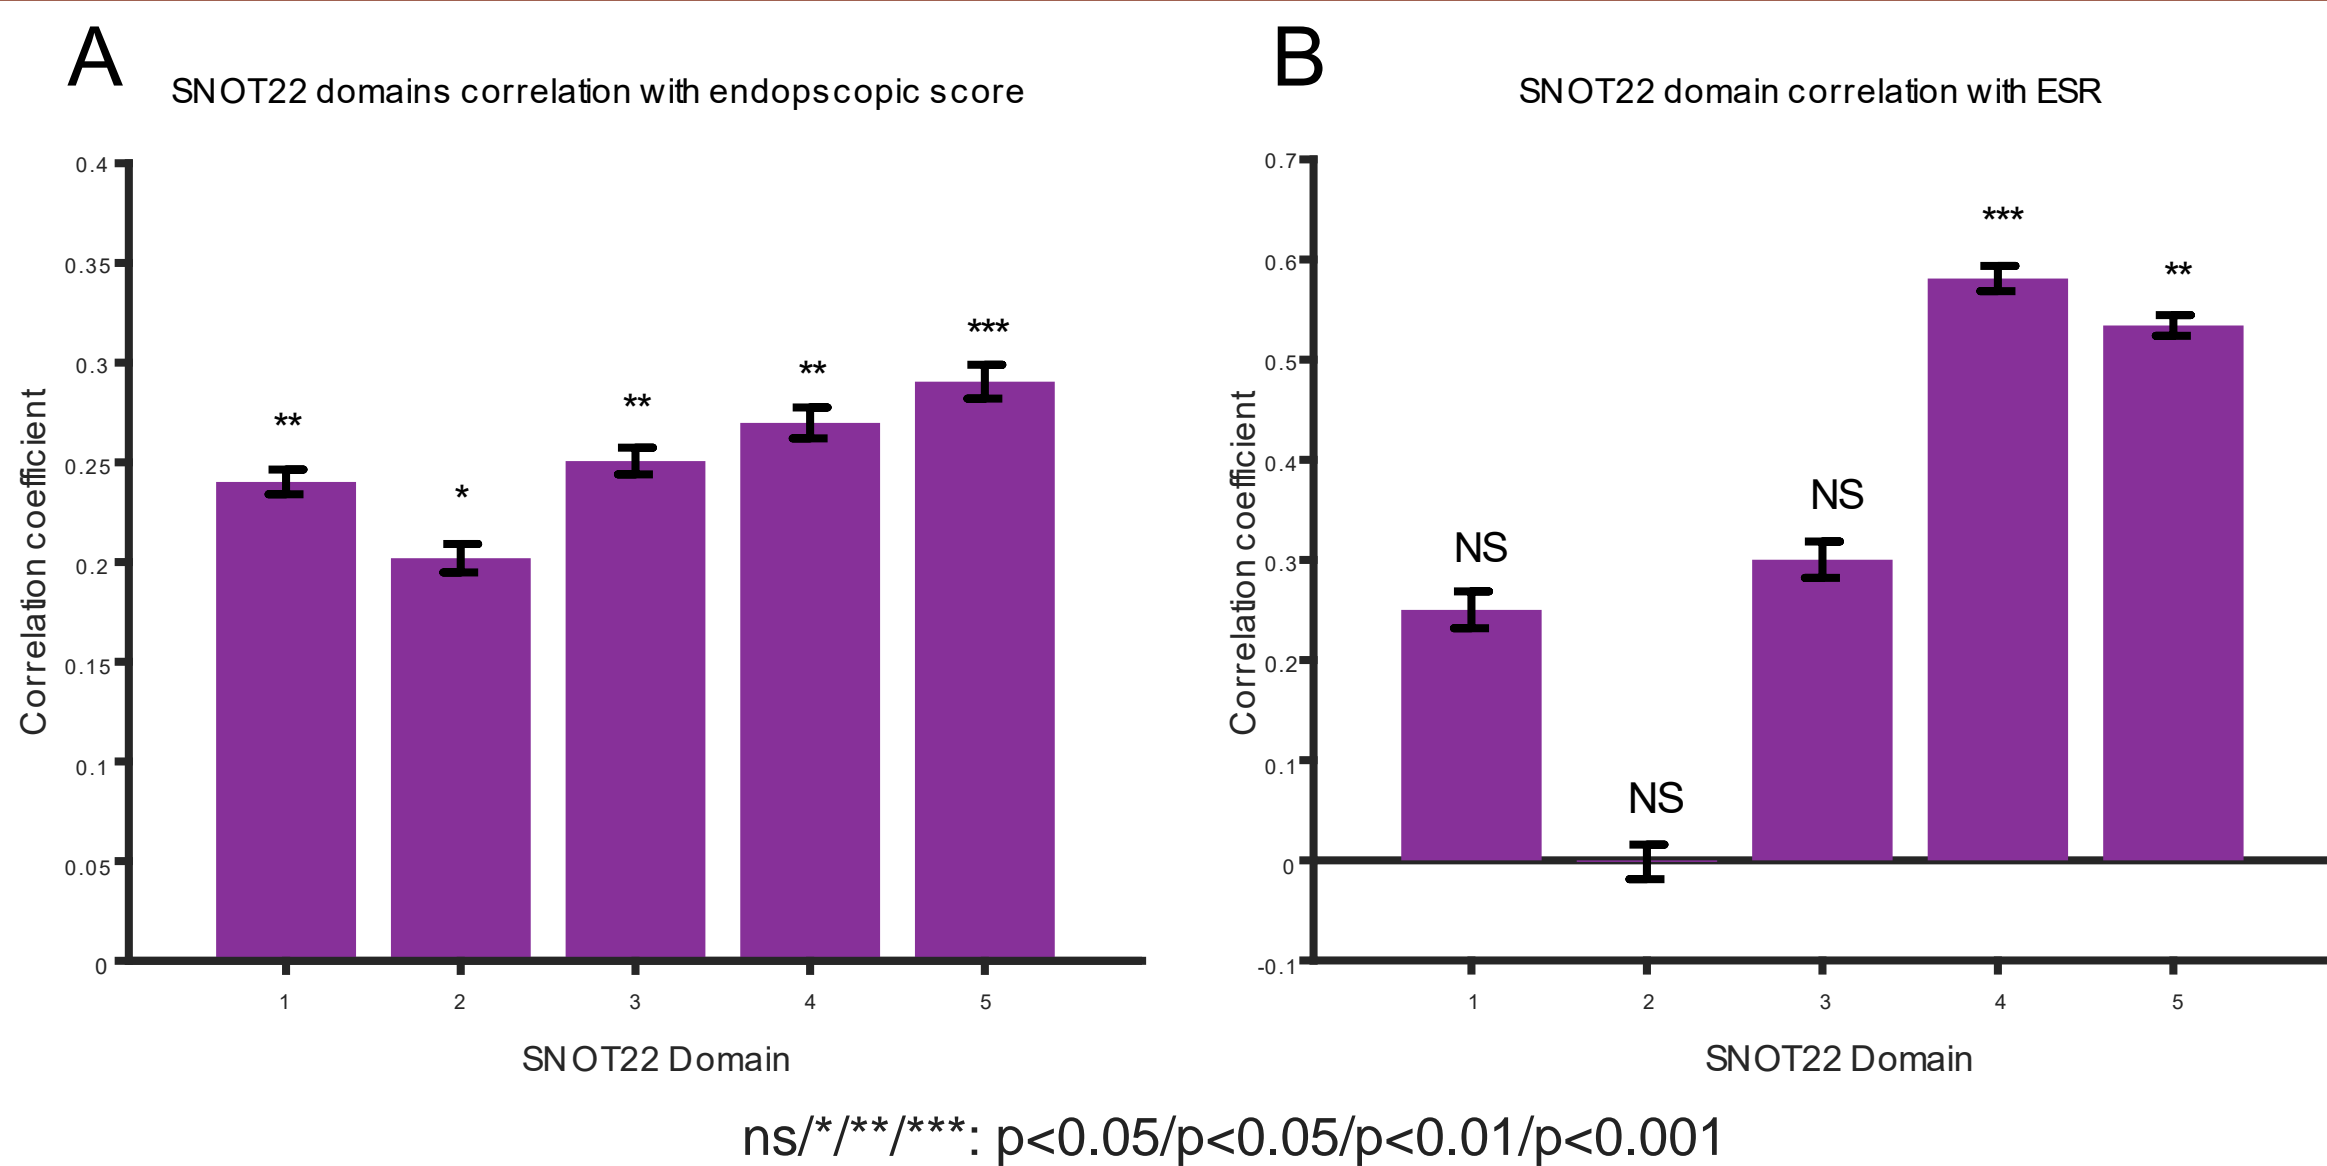 A
SNOT22 domains correlation with endopscopic score
0.4
0.35
0.3
0.25
0.2
0.15
0.1
0.05
0
Correlation coefficient
**
*
**
**
***
1 2 3 4 5
SNOT22 Domain
B
SNOT22 domain correlation with ESR
0.7
0.6
0.5
0.4
0.3
0.2
0.1
0
-0.1
Correlation coefficient
NS
NS
NS
***
**
1 2 3 4 5
SNOT22 Domain
ns/*/**/***: p<0.05/p<0.05/p<0.01/p<0.001